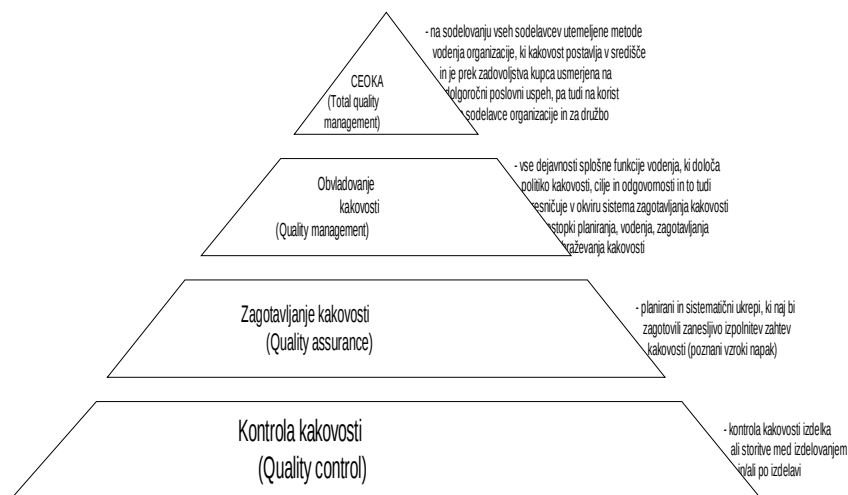 CEOKA
(Total quality
management)
- na sodelovanju vseh sodelavcev utemeljene metode
vodenja organizacije, ki kakovost postavlja v središče
in je prek zadovoljstva kupca usmerjena na
dolgoročni poslovni uspeh, pa tudi na korist
sodelavce organizacije in za družbo
Obvladovanje
kakovosti
(Quality management)
- vse dejavnosti splošne funkcije vodenja, ki določa
politiko kakovosti, cilje in odgovornosti in to tudi
resničuje v okviru sistema zagotavljanja kakovosti
ostopki planiranja, vodenja, zagotavljanja
braževanja kakovosti
Zagotavljanje kakovosti
(Quality assurance)
- planirani in sistematični ukrepi, ki naj bi
zagotovili zanesljivo izpolnitev zahtev
kakovosti (poznani vzroki napak)
Kontrola kakovosti
(Quality control)
- kontrola kakovosti izdelka
ali storitve med izdelovanjem
in/ali po izdelavi